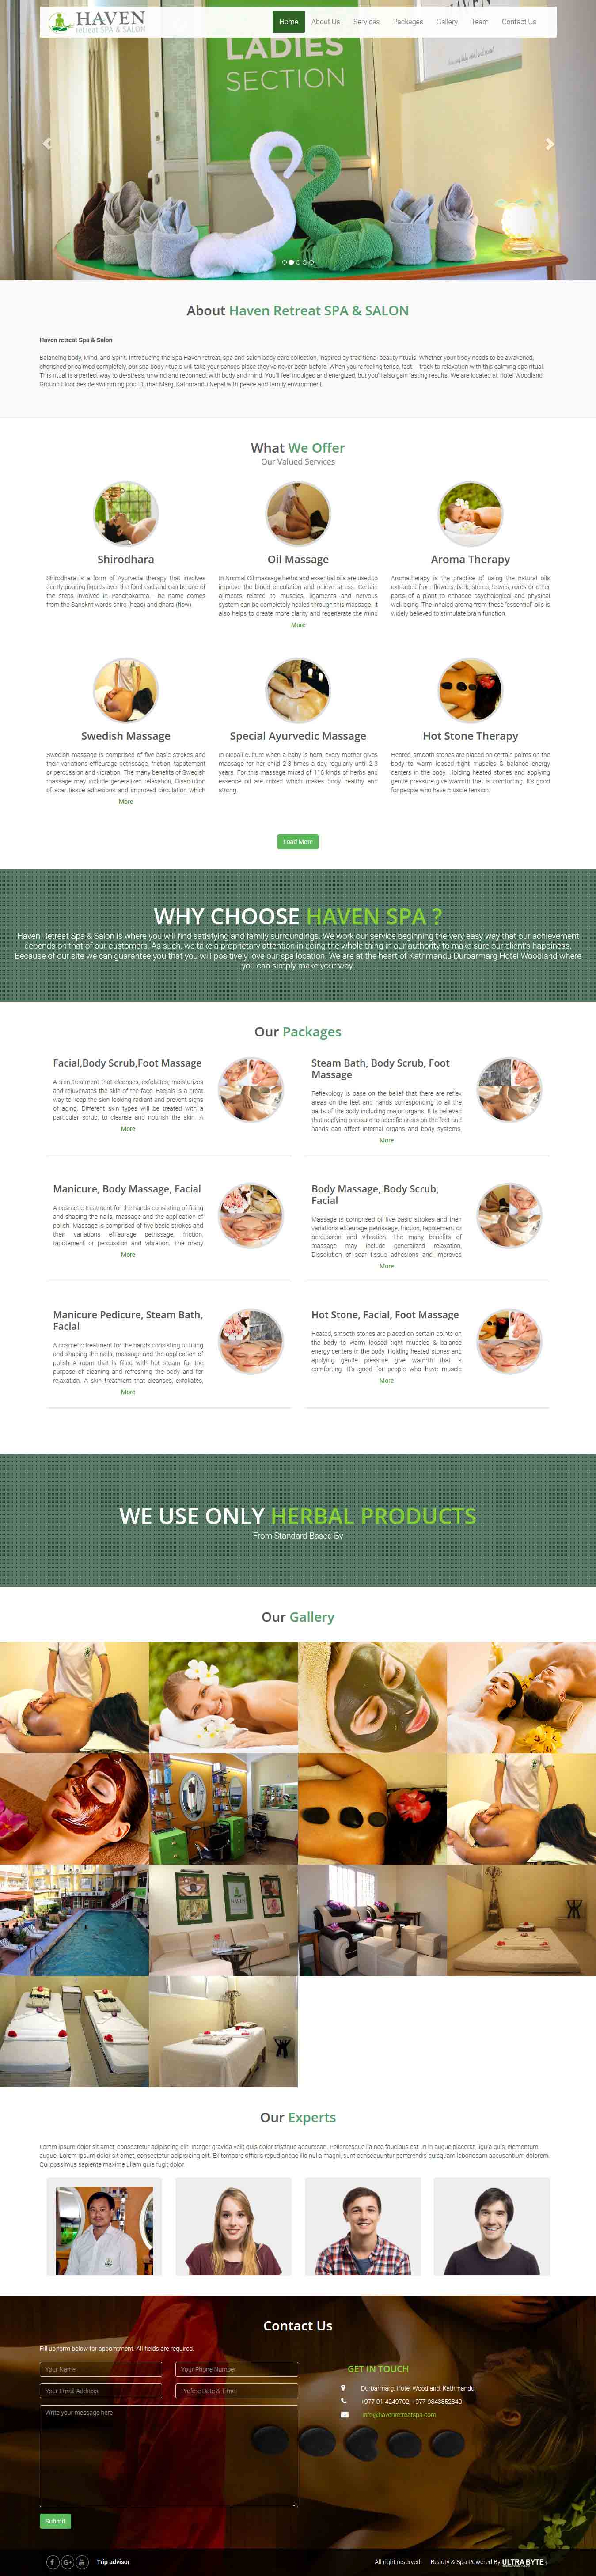 HAVEN
retreat SPA & SALON
Home About Us Services Packages Gallery Team Contact Us
LADIES
SECTION
About Haven Retreat SPA & SALON
Haven retreat Spa & Salon
Balancing body, Mind, and Spirit. Introducing the Spa Haven retreat, spa and salon body care collection, inspired by traditional beauty rituals. Whether your body needs to be awakened,
cherished or calmed completely, our spa body rituals will take your senses places they've never been before. When you're feeling tense, fast – track to relaxation with this calming spa ritual.
This ritual is a perfect way to de-stress, unwind and reconnect with body and mind. You'll feel indulged and energized, but you'll also gain lasting results. We are located at Hotel Woodland
Ground Floor beside swimming pool Durbar Marg, Kathmandu Nepal with peace and family environment.
What We Offer
Our Valued Services
Shirodhara
Shirodhara is a form of Ayurveda therapy that involves
gently pouring liquids over the forehead and can be one of
the steps involved in Panchakarma. The name comes
from the Sanskrit words shiro (head) and dhara (flow).
Oil Massage
In Normal Oil massage herbs and essential oils are used to
improve the blood circulation and relieve stress. Certain
aliments related to muscles, ligaments and nervous
system can be completely healed through this massage. It
also helps to create more clarity and regenerate the mind
More
Aroma Therapy
Aromatherapy is the practice of using the natural oils
extracted from flowers, bark, stems, leaves, roots or other
parts of a plant to enhance psychological and physical
well-being. The inhaled aroma from these "essential" oils is
widely believed to stimulate brain function.
Swedish Massage
Swedish massage is comprised of five basic strokes and
their variations effleurage petrissage, friction, tapotement
or percussion and vibration. The many benefits of Swedish
massage may include generalized relaxation, Dissolution
of scar tissue adhesions and improved circulation which
More
Special Ayurvedic Massage
In Nepali culture when a baby is born, every mother gives
massage for her child 2-3 times a day regularly until 2-3
years. For this massage mixed of 116 kinds of herbs and
essence oil are mixed which makes body healthy and
strong.
Hot Stone Therapy
Heated, smooth stones are placed on certain points on the
body to warm loosed tight muscles & balance energy
centers in the body. Holding heated stones and applying
gentle pressure give warmth that is comforting. It's good
for people who have muscle tension.
Load More
WHY CHOOSE HAVEN SPA ?
Haven Retreat Spa & Salon is where you will find satisfying and family surroundings. We work our service beginning the very easy way that our achievement
depends on that of our customers. As such, we take a proprietary attention in doing the whole thing in our authority to make sure our client's happiness.
Because of our site we can guarantee you that you will positively love our spa location. We are at the heart of Kathmandu Durbarmarg Hotel Woodland where
you can simply make your way.
Our Packages
Facial,Body Scrub,Foot Massage
A skin treatment that cleanses, exfoliates, moisturizes
and rejuvenates the skin of the face. Facials is a great
way to keep the skin looking radiant and prevent signs
of aging. Different skin types will be treated with a
particular scrub, to cleanse and nourish the skin. A
More
Steam Bath, Body Scrub, Foot
Massage
Reflexology is base on the belief that there are reflex
areas on the feet and hands corresponding to all the
parts of the body including major organs. It is believed
that applying pressure to specific areas on the feet and
hands can affect internal organs and body systems,
More
Manicure, Body Massage, Facial
A cosmetic treatment for the hands consisting of filling
and shaping the nails, massage and the application of
polish. Massage is comprised of five basic strokes and
their variations effleurage petrissage, friction,
tapotement or percussion and vibration. The many
More
Body Massage, Body Scrub,
Facial
Massage is comprised of five basic strokes and their
variations effleurage petrissage, friction, tapotement or
percussion and vibration. The many benefits of
massage may include generalized relaxation,
Dissolution of scar tissue adhesions and improved
More
Manicure Pedicure, Steam Bath,
Facial
A cosmetic treatment for the hands consisting of filling
and shaping the nails, massage and the application of
polish A room that is filled with hot steam for the
purpose of cleaning and refreshing the body and for
relaxation. A skin treatment that cleanses, exfoliates,
More
Hot Stone, Facial, Foot Massage
Heated, smooth stones are placed on certain points on
the body to warm loosed tight muscles & balance
energy centers in the body. Holding heated stones and
applying gentle pressure give warmth that is
comforting. It's good for people who have muscle
More
WE USE ONLY HERBAL PRODUCTS
From Standard Based By
Our Gallery
Our Experts
Lorem ipsum dolor sit amet, consectetur adipiscing elit. Integer gravida velit quis dolor tristique accumsan. Pellentesque lla nec faucibus est. In in augue placerat, ligula quis, elementum
augue. Lorem ipsum dolor sit amet, consectetur adipisicing elit. Ex tempore officiis repudiandae illo nulla magni, sunt consequuntur perferendis quisquam laboriosam accusantium dolorem.
Qui possimus sapiente maxime ullam quia fugit dolor.
Contact Us
Fill up form below for appointment. All fields are required.
Your Name Your Phone Number
Your Email Address Prefere Date & Time
Write your message here
Submit
GET IN TOUCH
Durbarmarg, Hotel Woodland, Kathmandu
+977 01-4249702, +977-9843352840
info@havenretreatspa.com
Trip advisor
All right reserved. Beauty & Spa Powered By ULTRA BYTE